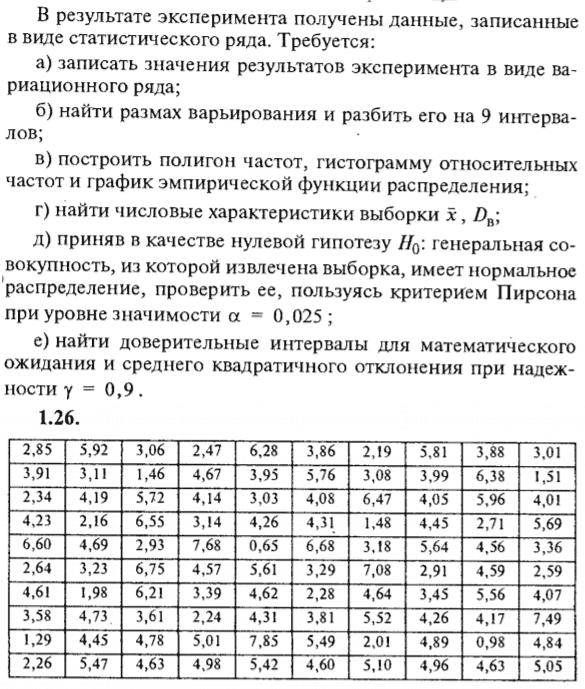 В результате эксперимента получены данные, записанные
в виде статистического ряда. Требуется:
а) записать значения результатов эксперимента в виде ва-
риационного ряда;
б) найти размах варьирования и разбить его на 9 интерва-
лов;
в) построить полигон частот, гистограмму относительных
частот и график эмпирической функции распределения;
г) найти числовые характеристики выборки x̄, Dв;
д) приняв в качестве нулевой гипотезу H₀: генеральная со-
вокупность, из которой извлечена выборка, имеет нормальное
распределение, проверить ее, пользуясь критерием Пирсона
при уровне значимости α = 0,025;
е) найти доверительные интервалы для математического
ожидания и среднего квадратичного отклонения при надеж-
ности γ = 0,9.
1.26.
2,85 5,92 3,06 2,47 6,28 3,86 2,19 5,81 3,88 3,01
3,91 3,11 1,46 4,67 3,95 5,76 3,08 3,99 6,38 1,51
2,34 4,19 5,72 4,14 3,03 4,08 6,47 4,05 5,96 4,01
4,23 2,16 6,55 3,14 4,26 4,31 1,48 4,45 2,71 5,69
6,60 4,69 2,93 7,68 0,65 6,68 3,18 5,64 4,56 3,36
2,64 3,23 6,75 4,57 5,61 3,29 7,08 2,91 4,59 2,59
4,61 1,98 6,21 3,39 4,62 2,28 4,64 3,45 5,56 4,07
3,58 4,73 3,61 2,24 4,31 3,81 5,52 4,26 4,17 7,49
1,29 4,45 4,78 5,01 7,85 5,49 2,01 4,89 0,98 4,84
2,26 5,47 4,63 4,98 5,42 4,60 5,10 4,96 4,63 5,05